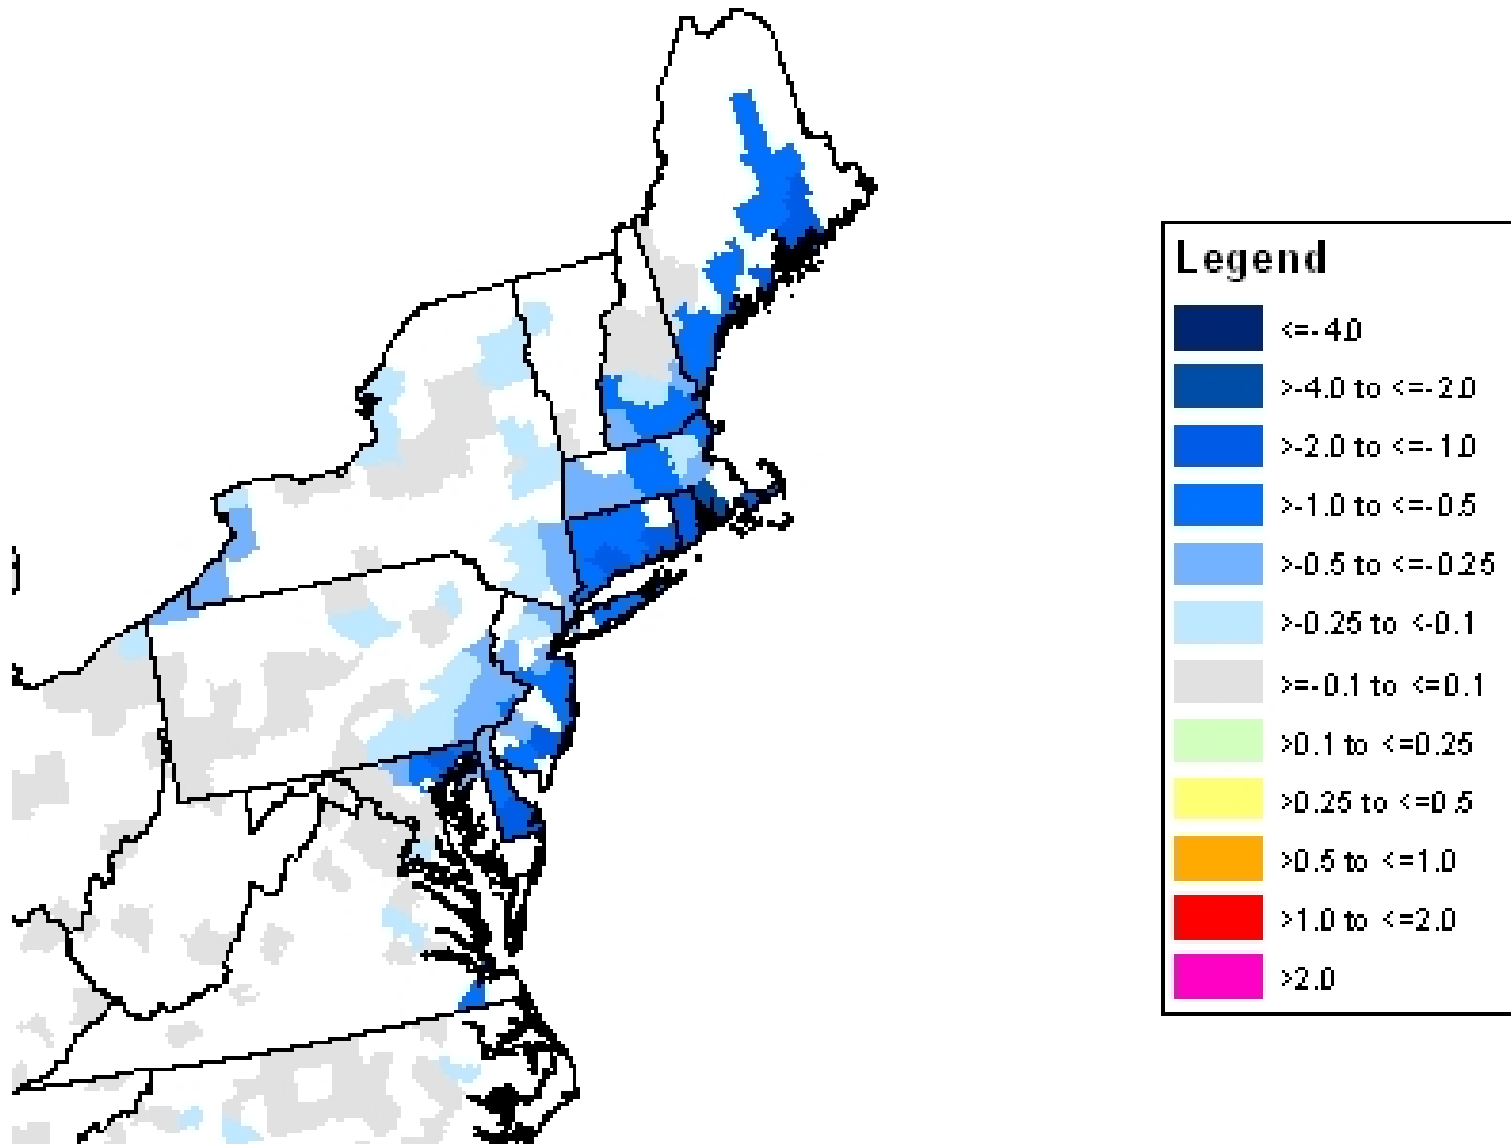 Legend
<=-4.0
>-4.0 to <=-2.0
>-2.0 to <=-1.0
>-1.0 to <=-0.5
>-0.5 to <=-0.25
>-0.25 to <-0.1
>=-0.1 to <=0.1
>0.1 to <=0.25
>0.25 to <=0.5
>0.5 to <=1.0
>1.0 to <=2.0
>2.0